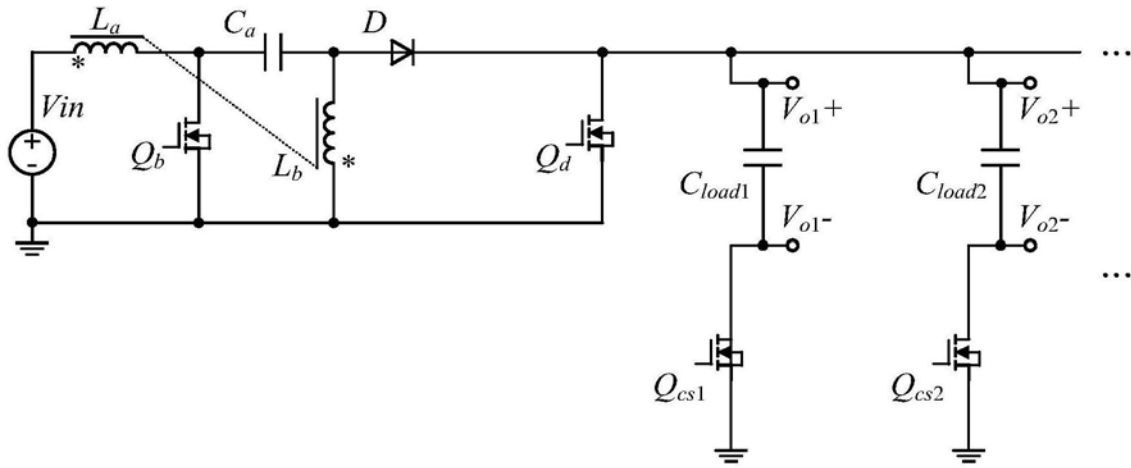 La
Ca
D
*
Vin
+
-
Qb
Lb
*
Qd
Vo1+
Cload1
Vo1-
Qcs1
Vo2+
Cload2
Vo2-
Qcs2
...
...